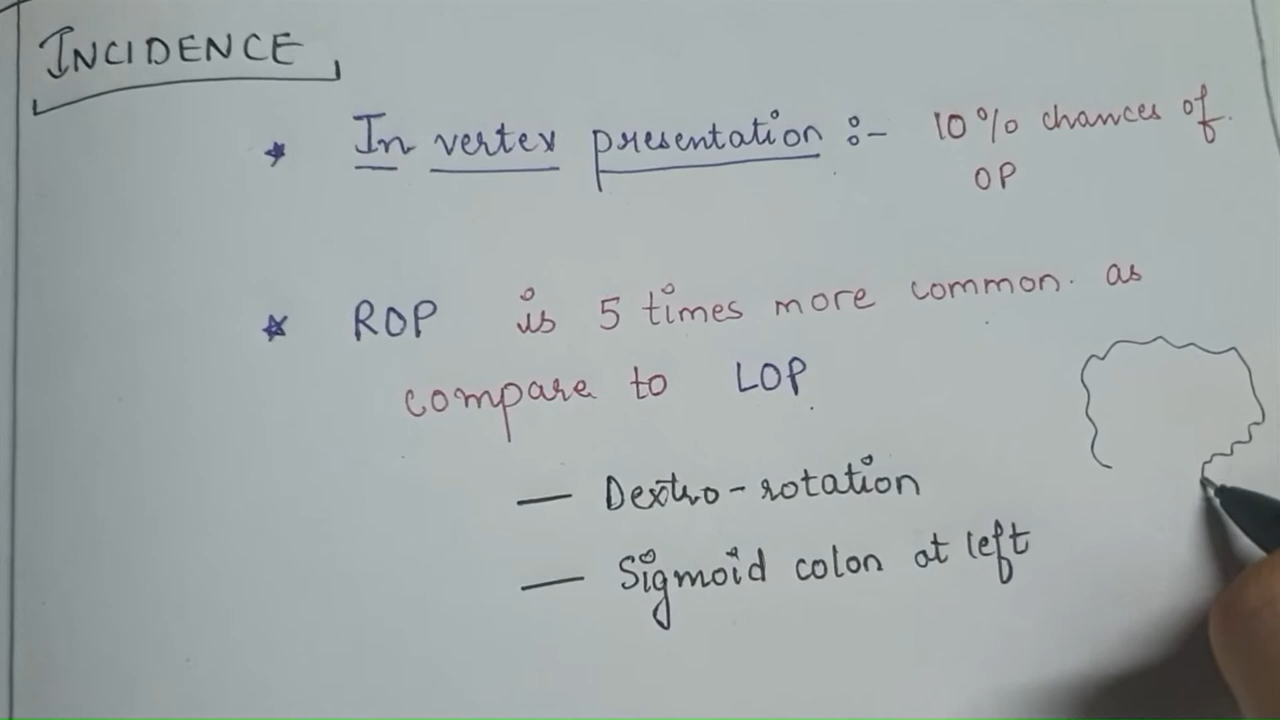 INCIDENCE
* In vertex presentation :- 10% chances of
OP
* ROP is 5 times more common. as
compare to LOP
— Dextro-rotation
— Sigmoid colon at left